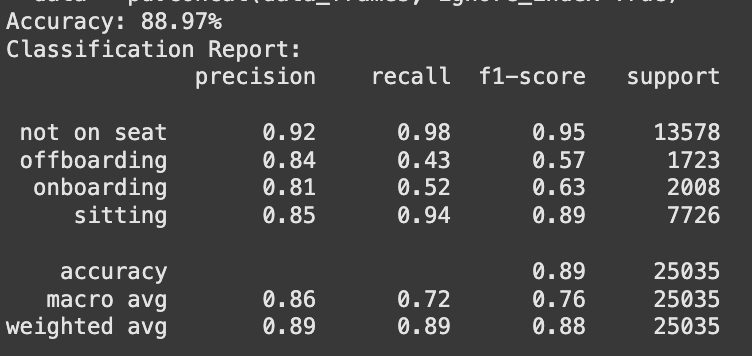 Accuracy: 88.97%
Classification Report:
precision recall f1-score support
not on seat 0.92 0.98 0.95 13578
offboarding 0.84 0.43 0.57 1723
onboarding 0.81 0.52 0.63 2008
sitting 0.85 0.94 0.89 7726
accuracy 0.89 25035
macro avg 0.86 0.72 0.76 25035
weighted avg 0.89 0.89 0.88 25035